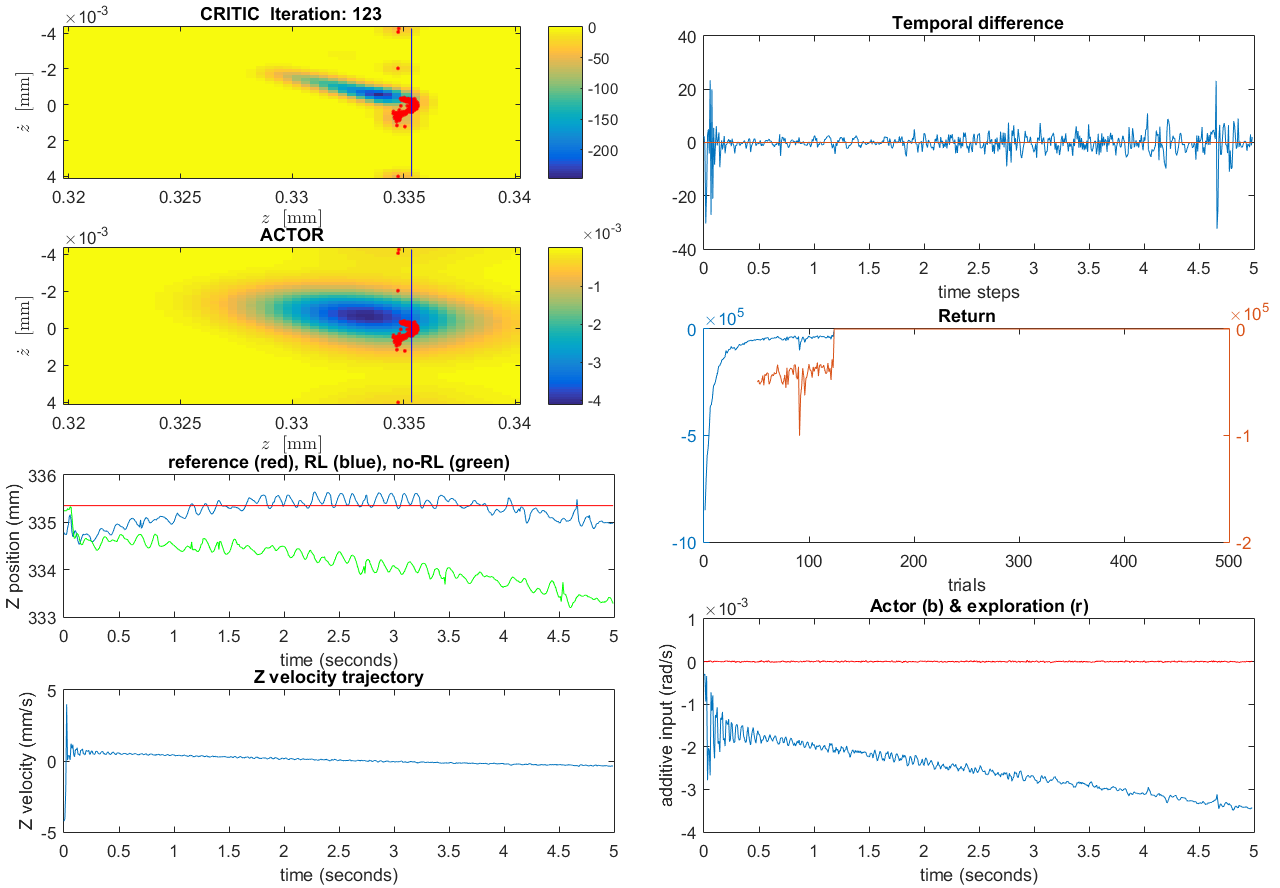 CRITIC  Iteration: 123
×10⁻³
-4
-2
0
2
4
ż [mm]
0.32
0.325
0.33
0.335
0.34
z [mm]
0
-50
-100
-150
-200
ACTOR
×10⁻³
-4
-2
0
2
4
ż [mm]
0.32
0.325
0.33
0.335
0.34
z [mm]
×10⁻³
0
-1
-2
-3
-4
reference (red), RL (blue), no-RL (green)
336
335
334
333
Z position (mm)
0 0.5 1 1.5 2 2.5 3 3.5 4 4.5 5
time (seconds)
Z velocity trajectory
5
0
-5
Z velocity (mm/s)
0 0.5 1 1.5 2 2.5 3 3.5 4 4.5 5
time (seconds)
Temporal difference
40
20
0
-20
-40
0 0.5 1 1.5 2 2.5 3 3.5 4 4.5 5
time steps
Return
×10⁵
0
-5
-10
×10⁵
0
-1
-2
0 100 200 300 400 500
trials
Actor (b) & exploration (r)
×10⁻³
1
0
-1
-2
-3
-4
additive input (rad/s)
0 0.5 1 1.5 2 2.5 3 3.5 4 4.5 5
time (seconds)